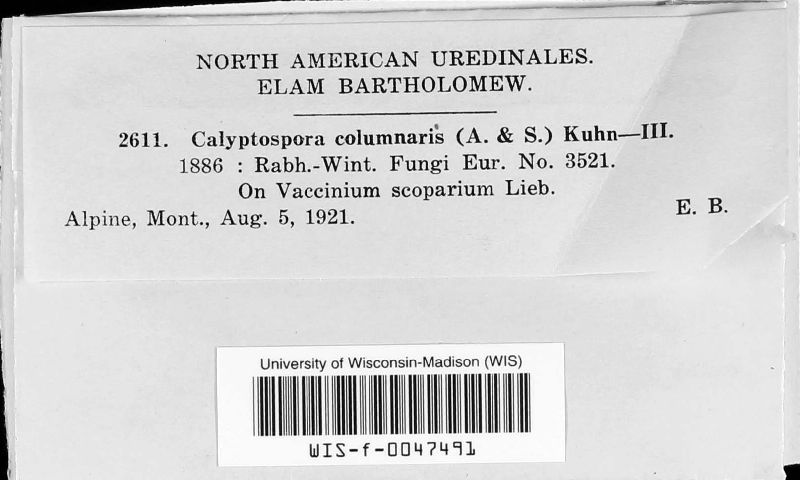 NORTH AMERICAN UREDINALES.
ELAM BARTHOLOMEW.
2611. Calyptospora columnaris (A. & S.) Kuhn—III.
1886 : Rabh.-Wint. Fungi Eur. No. 3521.
On Vaccinium scoparium Lieb.
Alpine, Mont., Aug. 5, 1921. E. B.
University of Wisconsin-Madison (WIS)
WIS-f-0047491